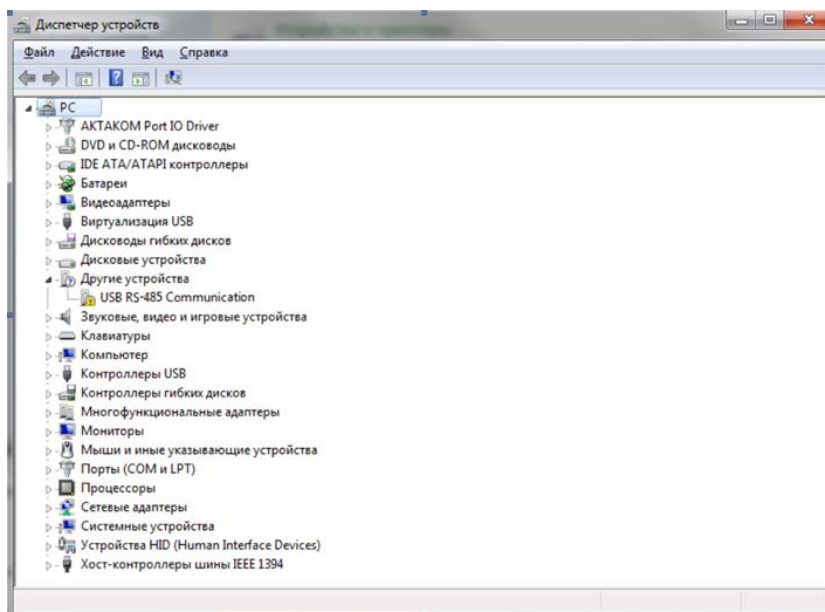 Диспетчер устройств
Файл Действие Вид Справка
PC
AKTAKOM Port IO Driver
DVD и CD-ROM дисководы
IDE ATA/ATAPI контроллеры
Батареи
Видеоадаптеры
Виртуализация USB
Дисководы гибких дисков
Дисковые устройства
Другие устройства
USB RS-485 Communication
Звуковые, видео и игровые устройства
Клавиатуры
Компьютер
Контроллеры USB
Контроллеры гибких дисков
Многофункциональные адаптеры
Мониторы
Мыши и иные указывающие устройства
Порты (COM и LPT)
Процессоры
Сетевые адаптеры
Системные устройства
Устройства HID (Human Interface Devices)
Хост-контроллеры шины IEEE 1394